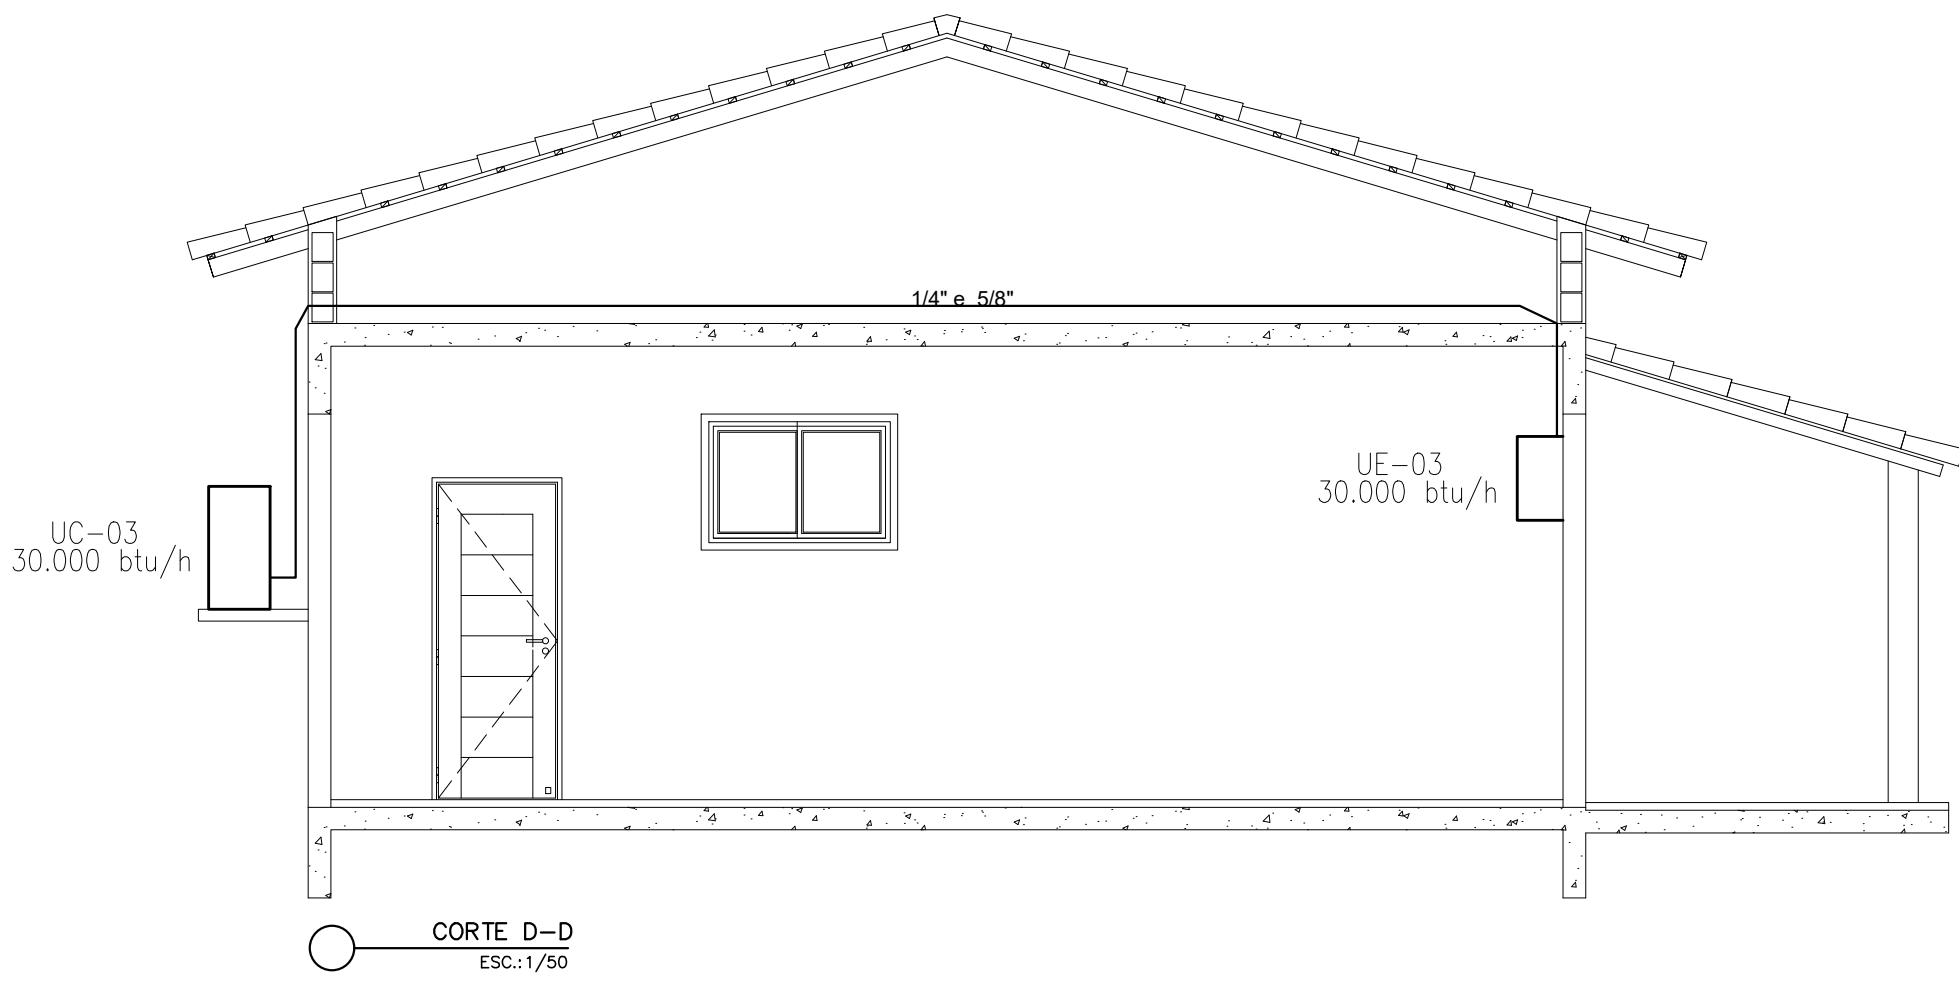 1/4" e 5/8"
UE-03
30.000 btu/h
UC-03
30.000 btu/h
CORTE D-D
ESC.:1/50